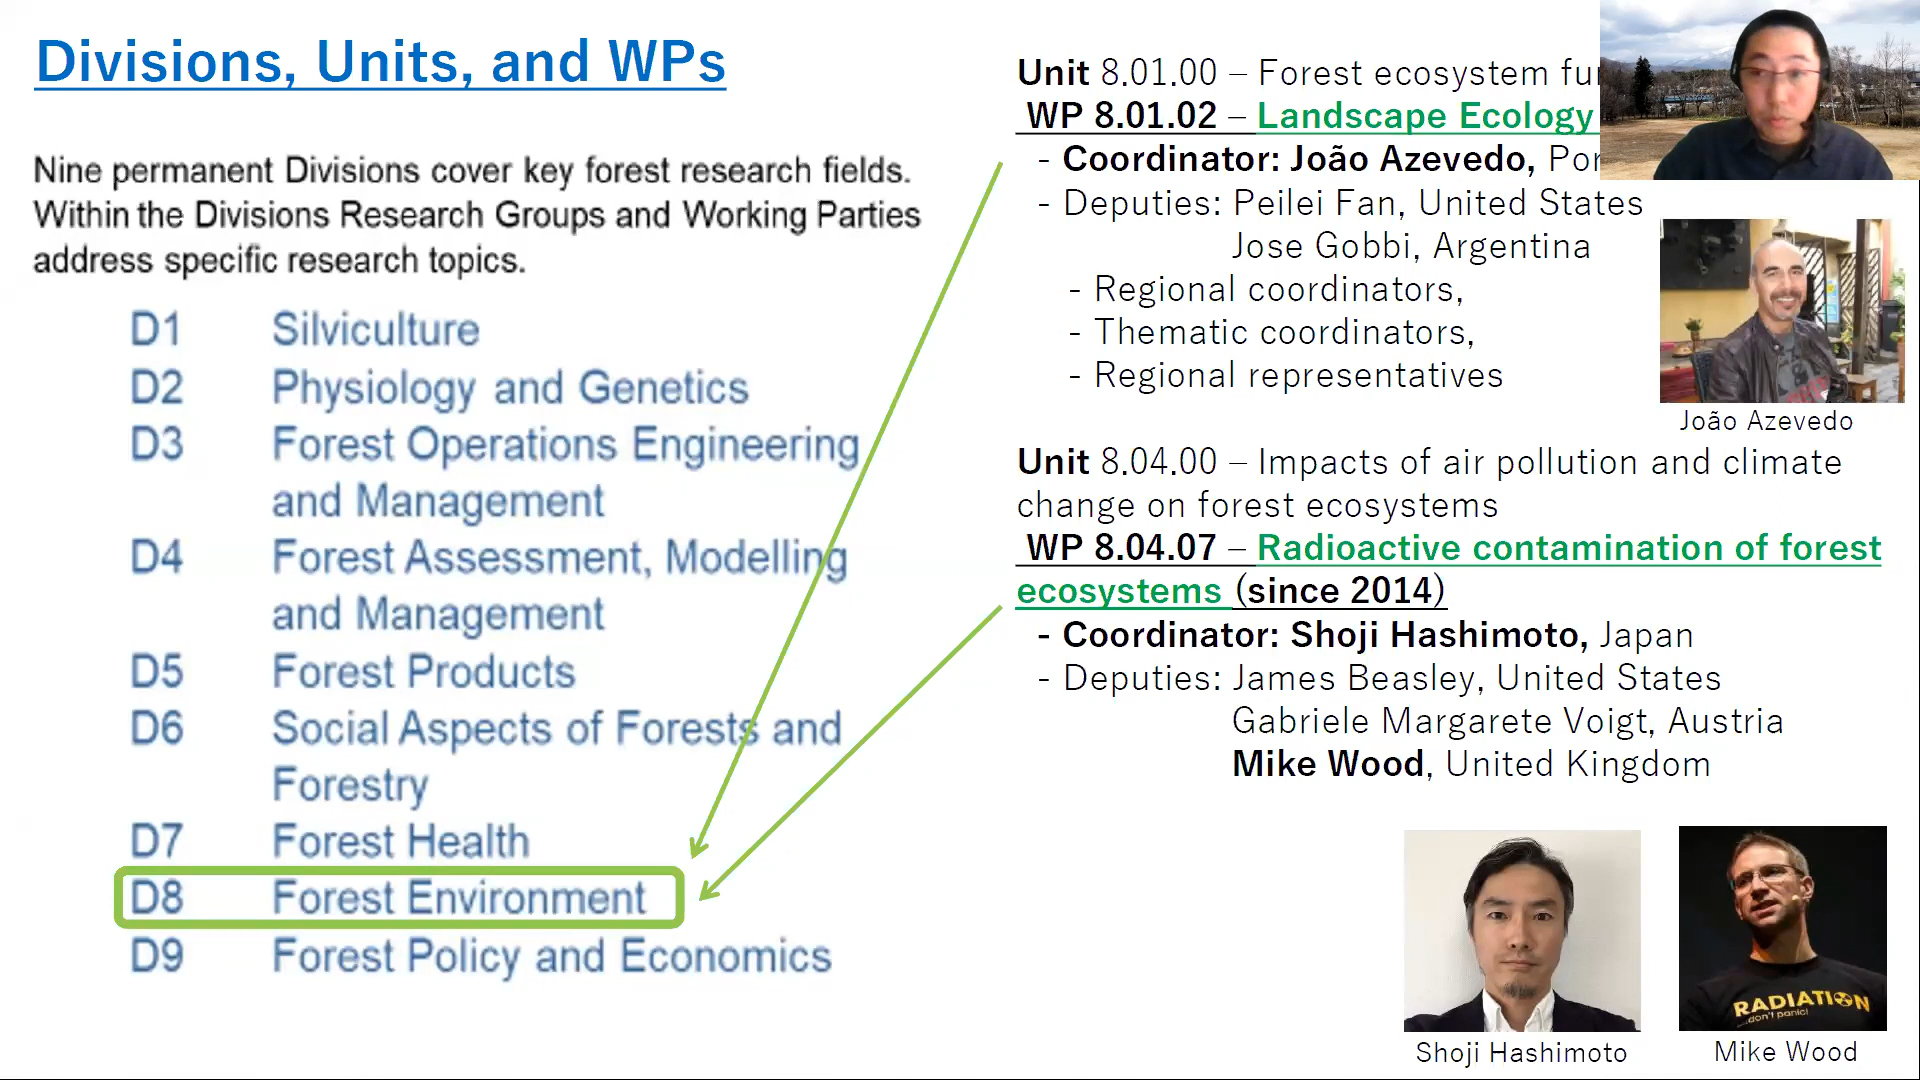 Divisions, Units, and WPs
Nine permanent Divisions cover key forest research fields.
Within the Divisions Research Groups and Working Parties
address specific research topics.
D1 Silviculture
D2 Physiology and Genetics
D3 Forest Operations Engineering
and Management
D4 Forest Assessment, Modelling
and Management
D5 Forest Products
D6 Social Aspects of Forests and
Forestry
D7 Forest Health
D8 Forest Environment
D9 Forest Policy and Economics
Unit 8.01.00 – Forest ecosystem
WP 8.01.02 – Landscape Ecology
- Coordinator: João Azevedo,
- Deputies: Peilei Fan, United States
Jose Gobbi, Argentina
- Regional coordinators,
- Thematic coordinators,
- Regional representatives
João Azevedo
Unit 8.04.00 – Impacts of air pollution and climate
change on forest ecosystems
WP 8.04.07 – Radioactive contamination of forest
ecosystems (since 2014)
- Coordinator: Shoji Hashimoto, Japan
- Deputies: James Beasley, United States
Gabriele Margarete Voigt, Austria
Mike Wood, United Kingdom
RADIATION
...don't panic!
Shoji Hashimoto
Mike Wood